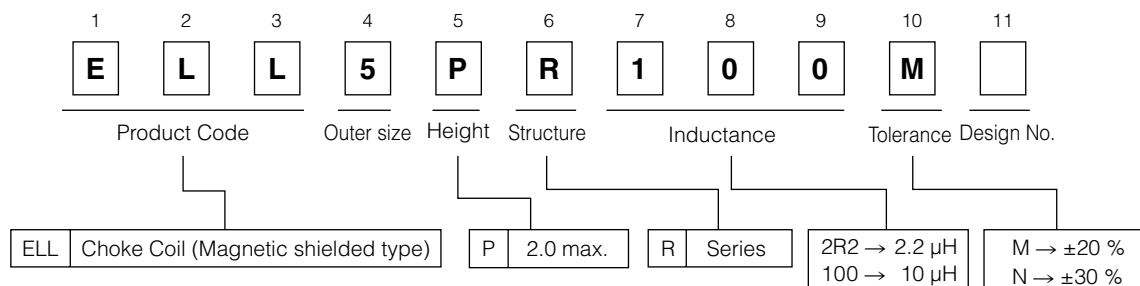 1 2 3 4 5 6 7 8 9 10 11
E L L 5 P R 1 0 0 M
Product Code Outer size Height Structure Inductance Tolerance Design No.
ELL Choke Coil (Magnetic shielded type) P 2.0 max. R Series 2R2 → 2.2 µH M → ±20 %
100 → 10 µH N → ±30 %